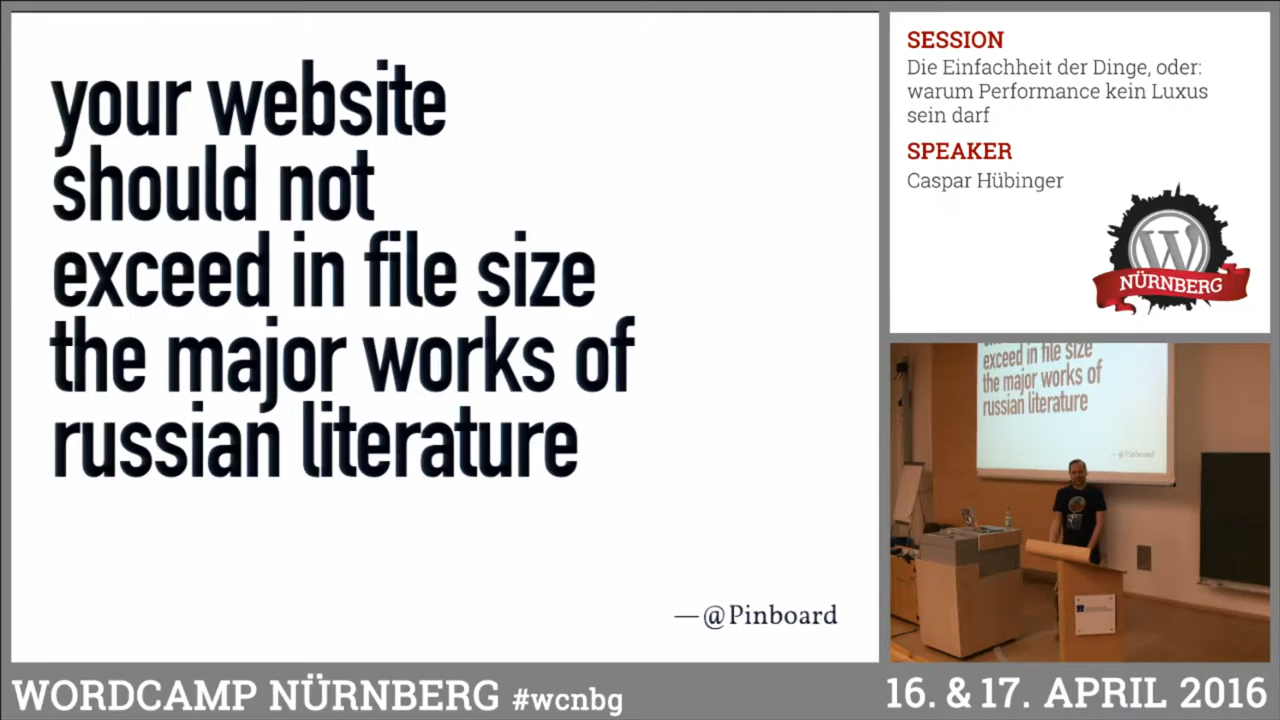 your website
should not
exceed in file size
the major works of
russian literature
—@Pinboard
SESSION
Die Einfachheit der Dinge, oder:
warum Performance kein Luxus
sein darf
SPEAKER
Caspar Hübinger
NÜRNBERG
exceed in file size
the major works of
russian literature
—@Pinboard
WORDCAMP NÜRNBERG #wcnbg
16. & 17. APRIL 2016